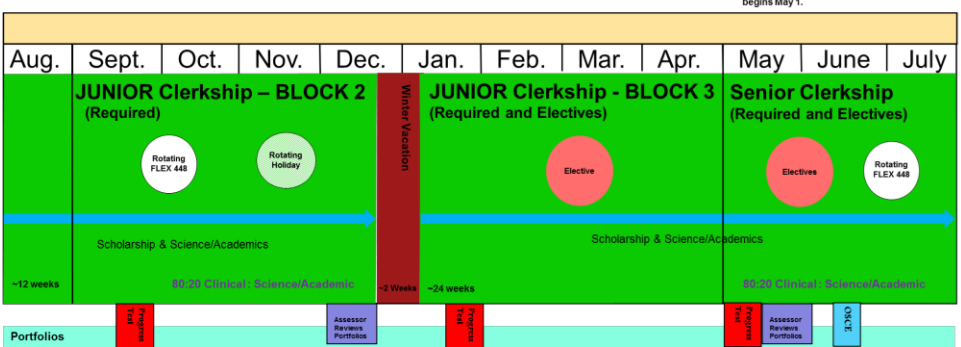 begins May 1.
Aug. Sept. Oct. Nov. Dec. Jan. Feb. Mar. Apr. May June July
JUNIOR Clerkship – BLOCK 2
(Required)
Rotating
FLEX 448
Rotating
Holiday
Scholarship & Science/Academics
~12 weeks
80:20 Clinical: Science/Academic
Winter Vacation
~2 Weeks
JUNIOR Clerkship - BLOCK 3
(Required and Electives)
Elective
Scholarship & Science/Academics
~24 weeks
Senior Clerkship
(Required and Electives)
Electives
Rotating
FLEX 448
80:20 Clinical: Science/Academic
Progress
Test
Assessor
Reviews
Portfolios
Progress
Test
Progress
Test
Assessor
Reviews
Portfolios
OSCE
Portfolios